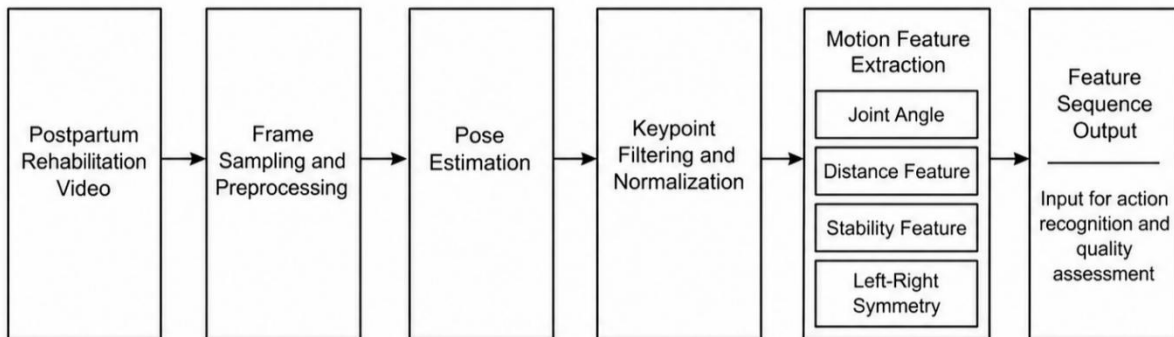 Postpartum
Rehabilitation
Video
Frame
Sampling and
Preprocessing
Pose
Estimation
Keypoint
Filtering and
Normalization
Motion Feature
Extraction
Joint Angle
Distance Feature
Stability Feature
Left-Right
Symmetry
Feature
Sequence
Output
Input for action
recognition and
quality
assessment